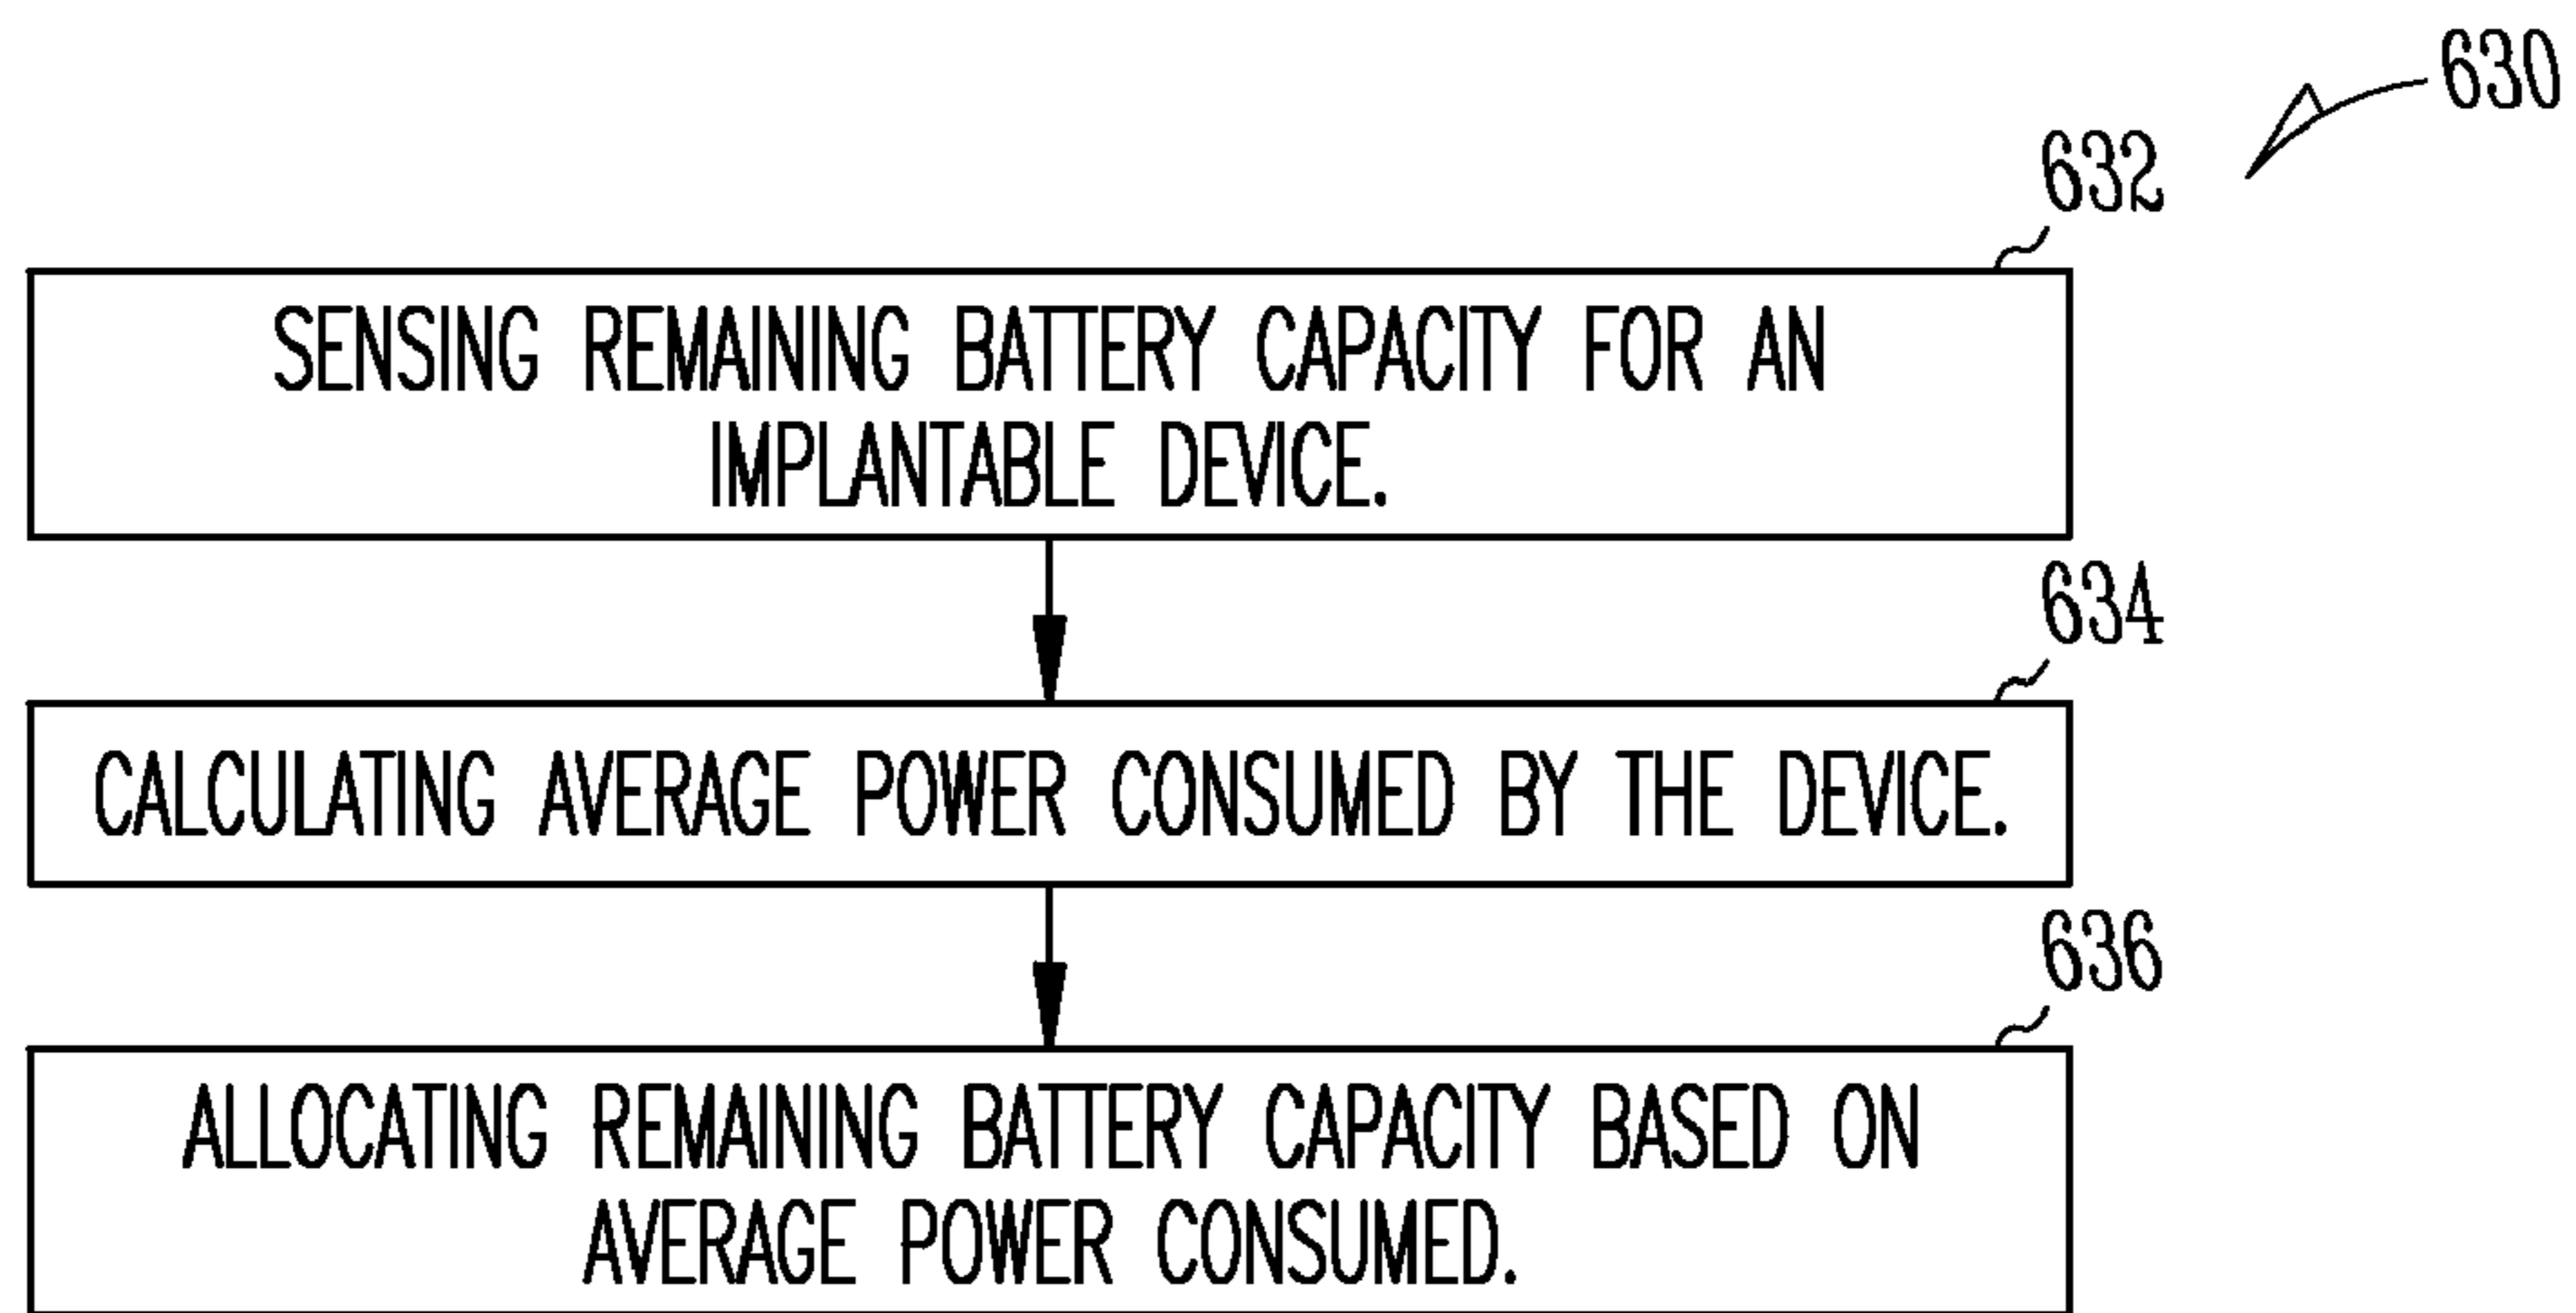 630
632
SENSING REMAINING BATTERY CAPACITY FOR AN
IMPLANTABLE DEVICE.
634
CALCULATING AVERAGE POWER CONSUMED BY THE DEVICE.
636
ALLOCATING REMAINING BATTERY CAPACITY BASED ON
AVERAGE POWER CONSUMED.